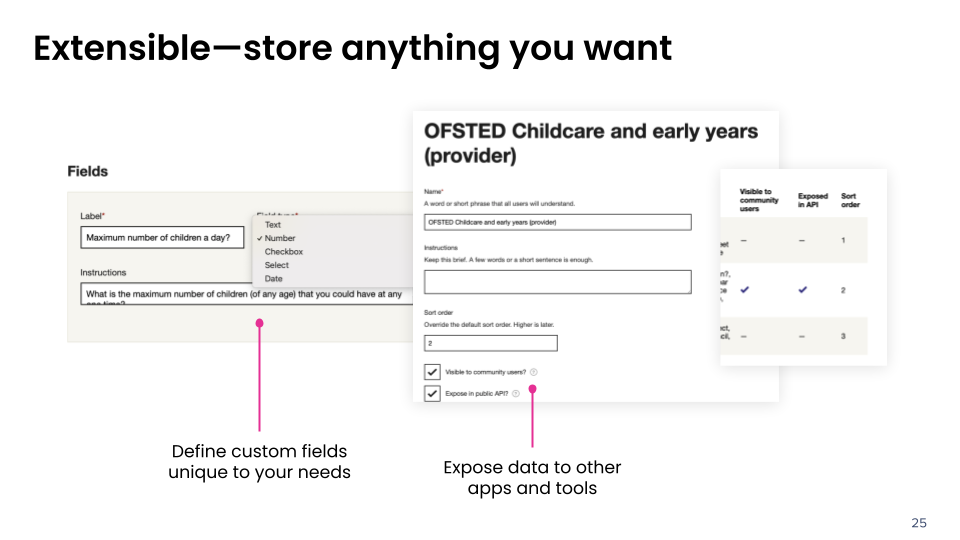 Extensible—store anything you want
Fields
Label*
Maximum number of children a day?
Field type*
Text
✓ Number
Checkbox
Select
Date
Instructions
What is the maximum number of children (of any age) that you could have at any
one time?
OFSTED Childcare and early years
(provider)
Name*
A word or short phrase that all users will understand.
OFSTED Childcare and early years (provider)
Instructions
Keep this brief. A few words or a short sentence is enough.
Sort order
Override the default sort order. Higher is later.
2
Visible to community users?
Expose in public API?
Visible to
community
users
Exposed
in API
Sort
order
– – 1
✓ ✓ 2
– – 3
Define custom fields
unique to your needs
Expose data to other
apps and tools
25